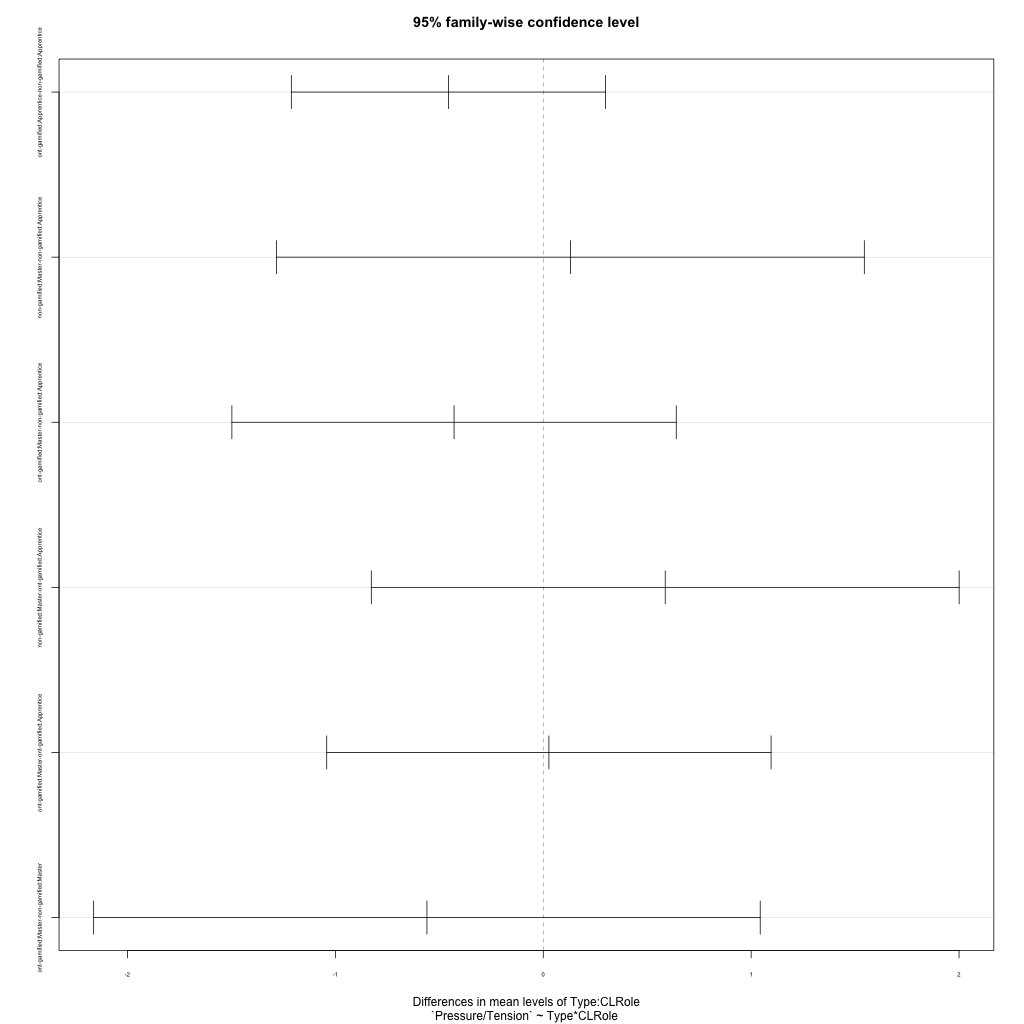 95% family-wise confidence level
ont-gamified:Apprentice-non-gamified:Apprentice
non-gamified:Master-non-gamified:Apprentice
ont-gamified:Master-non-gamified:Apprentice
non-gamified:Master-ont-gamified:Apprentice
ont-gamified:Master-ont-gamified:Apprentice
ont-gamified:Master-non-gamified:Master
-2 -1 0 1 2
Differences in mean levels of Type:CLRole
`Pressure/Tension` ~ Type*CLRole